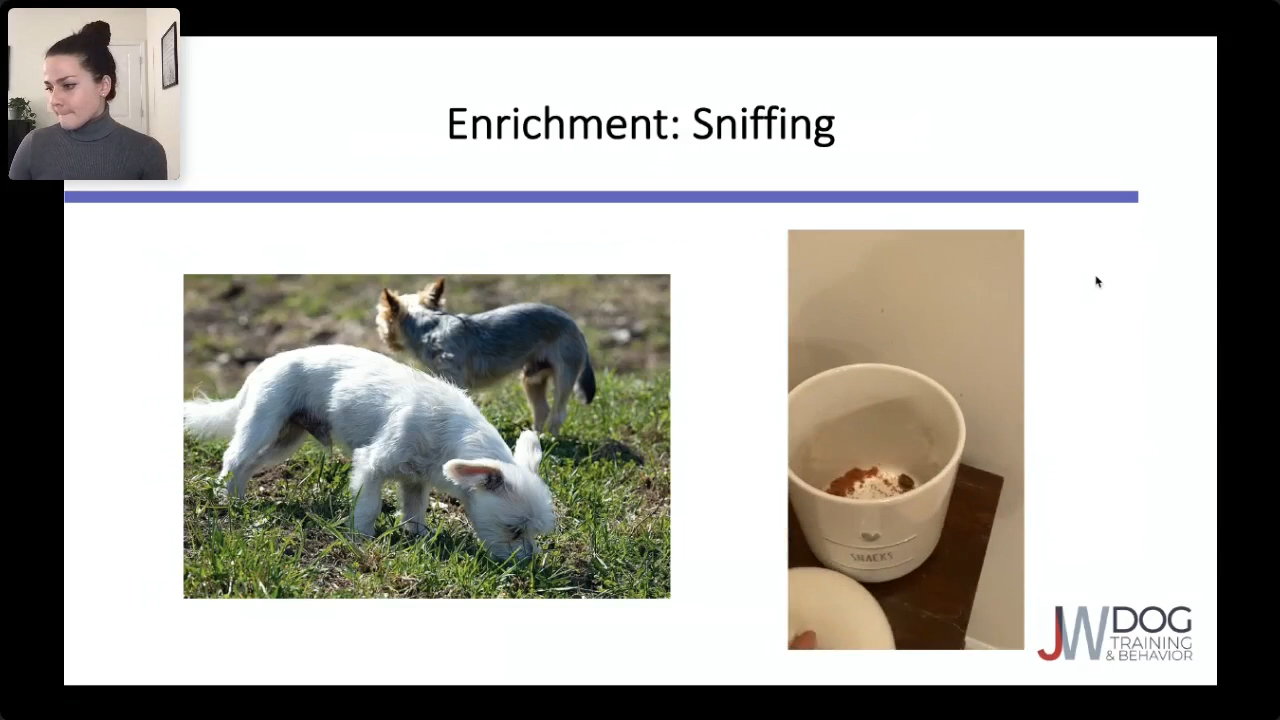 Enrichment: Sniffing
SNACKS
JW DOG
TRAINING
& BEHAVIOR